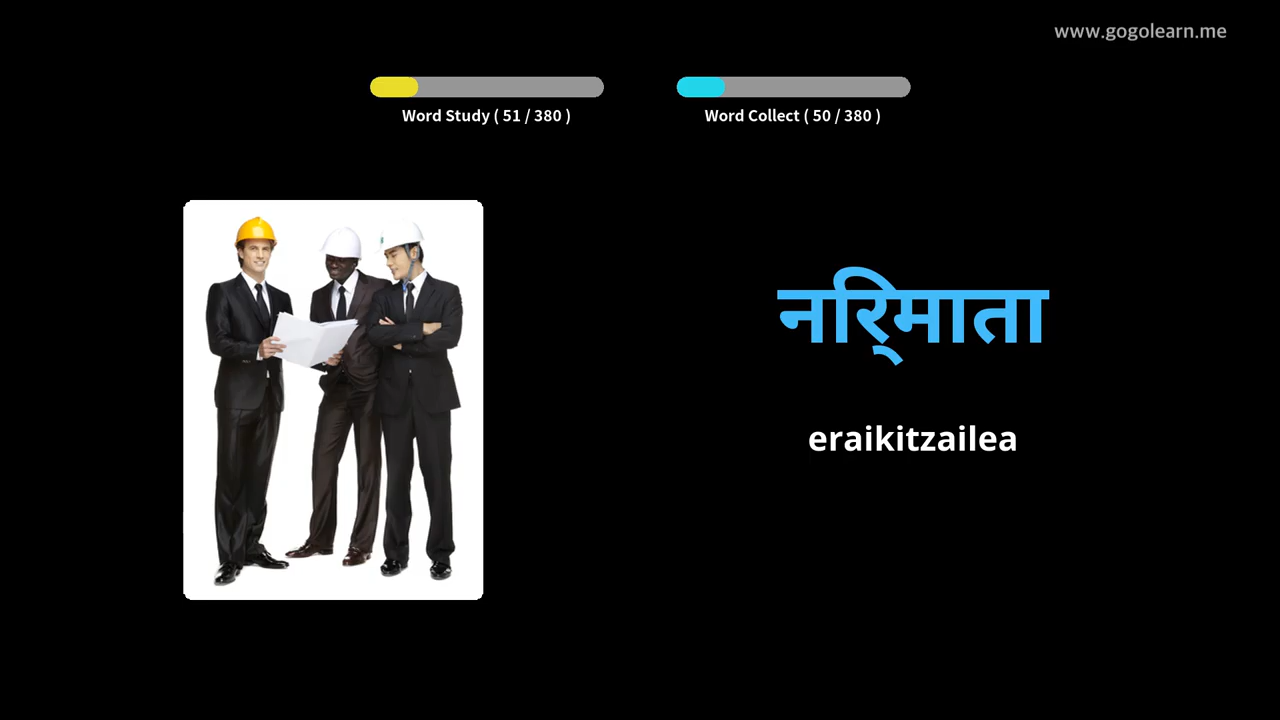 www.gogolearn.me
Word Study ( 51 / 380 )
Word Collect ( 50 / 380 )
नरि्माता
eraikitzailea